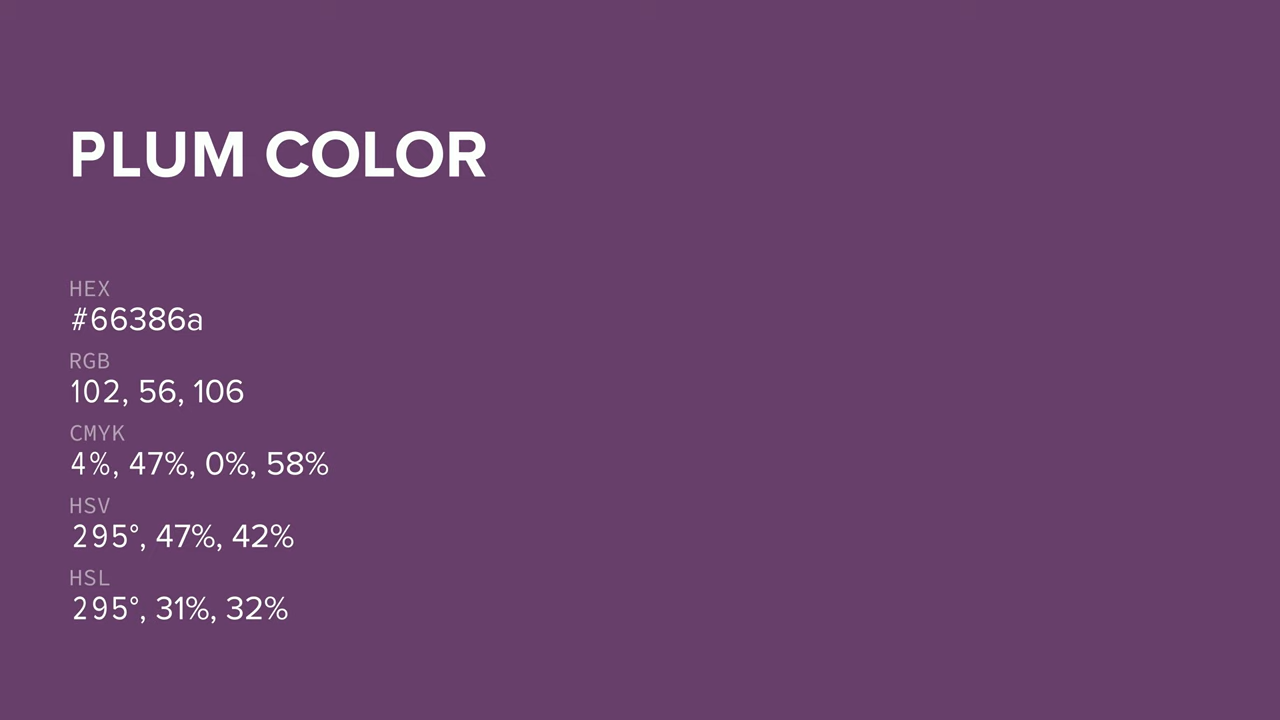 PLUM COLOR
HEX
#66386a
RGB
102, 56, 106
CMYK
4%, 47%, 0%, 58%
HSV
295°, 47%, 42%
HSL
295°, 31%, 32%